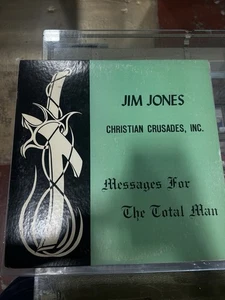 JIM JONES
CHRISTIAN CRUSADES, INC.
Messages For
The Total Man